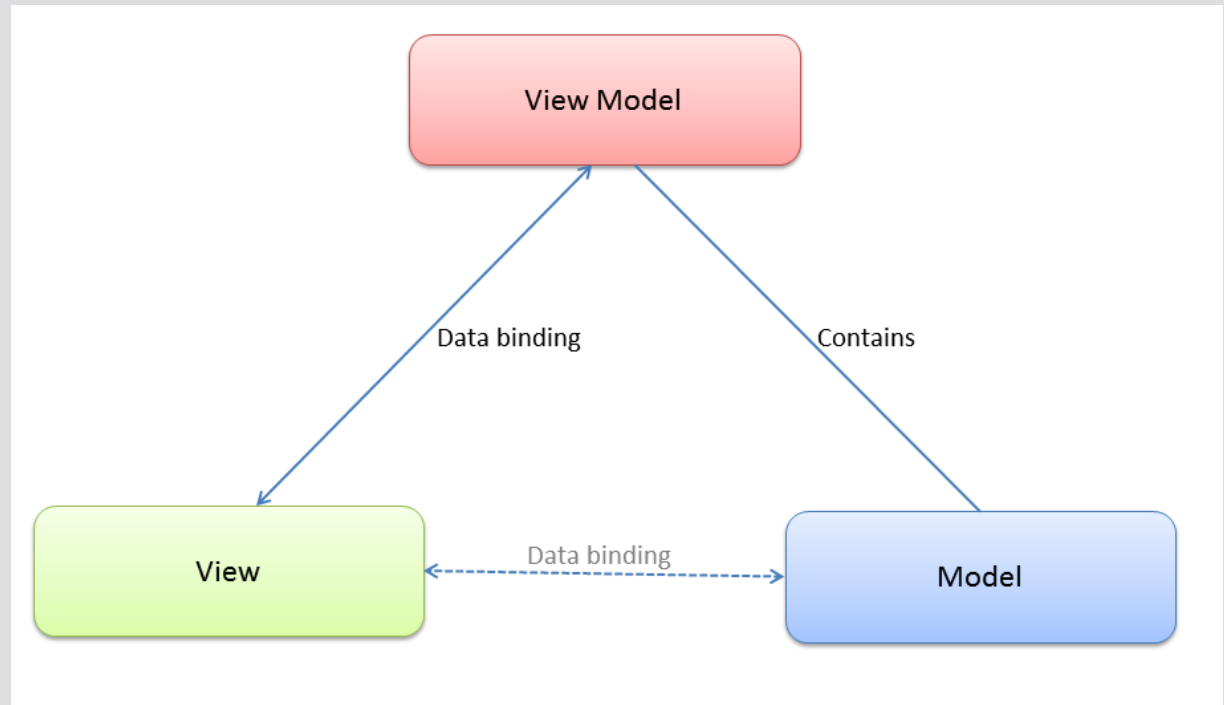 View Model
Data binding
Contains
Data binding
View
Model